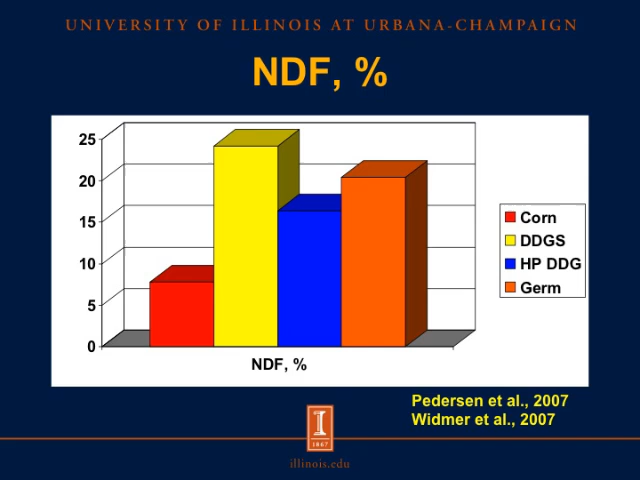 UNIVERSITY OF ILLINOIS AT URBANA-CHAMPAIGN
NDF, %
25
20
15
10
5
0
NDF, %
Corn
DDGS
HP DDG
Germ
Pedersen et al., 2007
Widmer et al., 2007
I
1867
illinois.edu